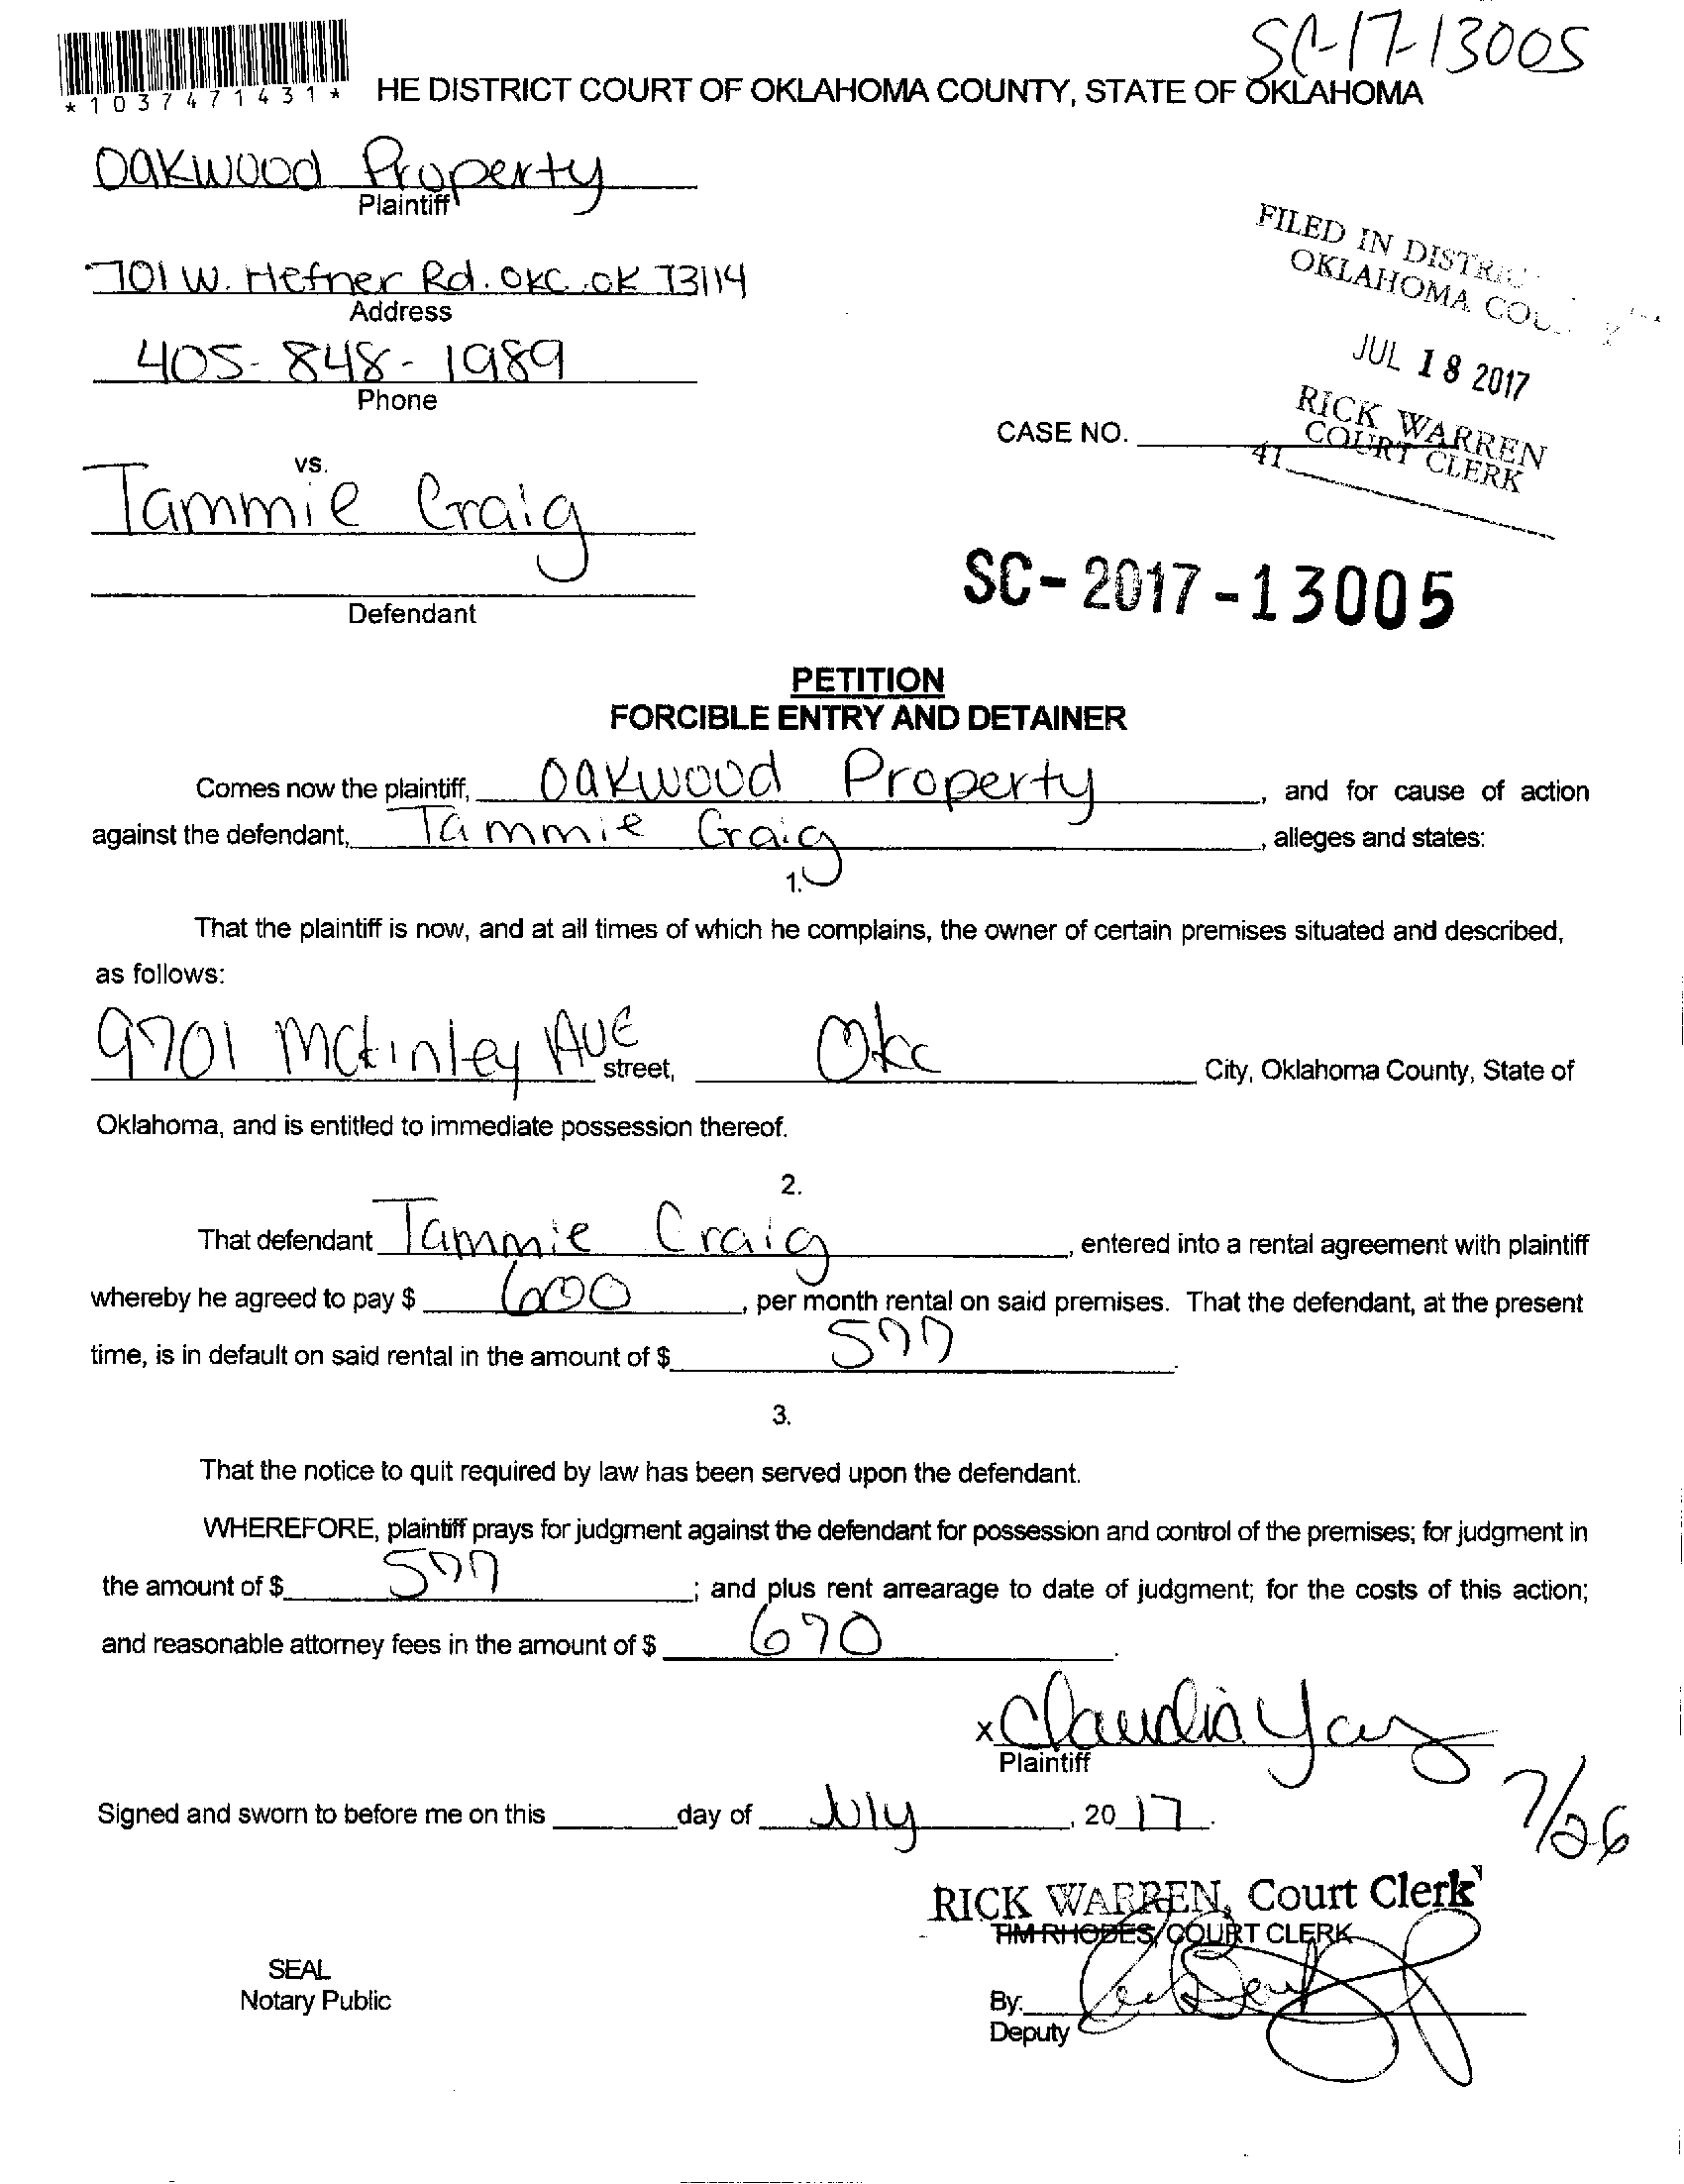 SC-17-13005
*1037471431*
HE DISTRICT COURT OF OKLAHOMA COUNTY, STATE OF OKLAHOMA
Oakwood Property
Plaintiff
701 W. Hefner Rd. OKC.OK 73114
Address
405-848-1989
Phone
FILED IN DISTRIC
OKLAHOMA COU
JUL 18 2017
RICK WARREN
COURT CLERK
41
CASE NO.
vs.
Tammie Craig
Defendant
SC-2017-13005
PETITION
FORCIBLE ENTRY AND DETAINER
Comes now the plaintiff, Oakwood Property, and for cause of action
against the defendant, Tammie Craig, alleges and states:
1.
That the plaintiff is now, and at all times of which he complains, the owner of certain premises situated and described,
as follows:
9701 McKinley Ave street, Okc City, Oklahoma County, State of
Oklahoma, and is entitled to immediate possession thereof.
2.
That defendant Tammie Craig, entered into a rental agreement with plaintiff
whereby he agreed to pay $ 600, per month rental on said premises. That the defendant, at the present
time, is in default on said rental in the amount of $ 577.
3.
That the notice to quit required by law has been served upon the defendant.
WHEREFORE, plaintiff prays for judgment against the defendant for possession and control of the premises; for judgment in
the amount of $ 577; and plus rent arrearage to date of judgment; for the costs of this action;
and reasonable attorney fees in the amount of $ 670.
x Claudia
Plaintiff
Signed and sworn to before me on this day of July, 20 17.
7/26
RICK WARREN, Court Clerk
TIM RHODES, COURT CLERK
SEAL
Notary Public
By:
Deputy